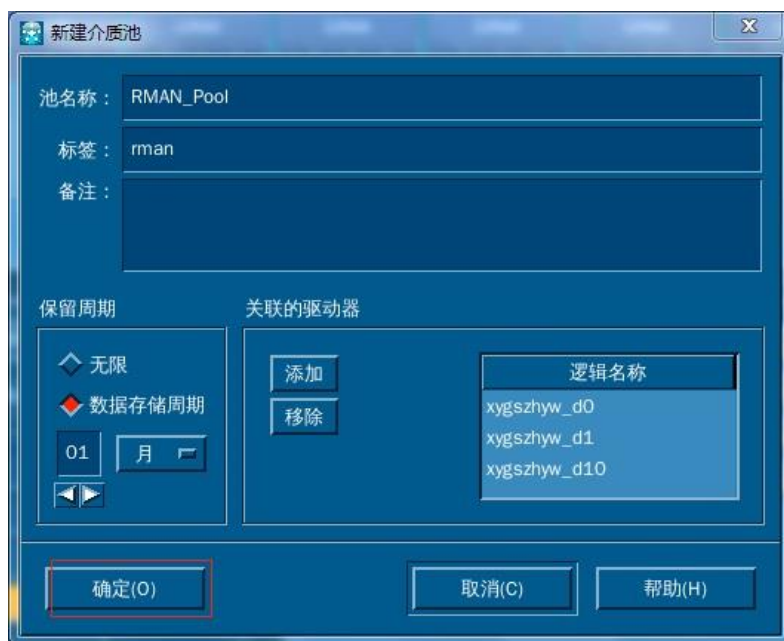 新建介质池
池名称： RMAN_Pool
标签： rman
备注：
保留周期
关联的驱动器
无限
数据存储周期
01 月
添加
移除
逻辑名称
xygszhyw_d0
xygszhyw_d1
xygszhyw_d10
确定(O) 取消(C) 帮助(H)